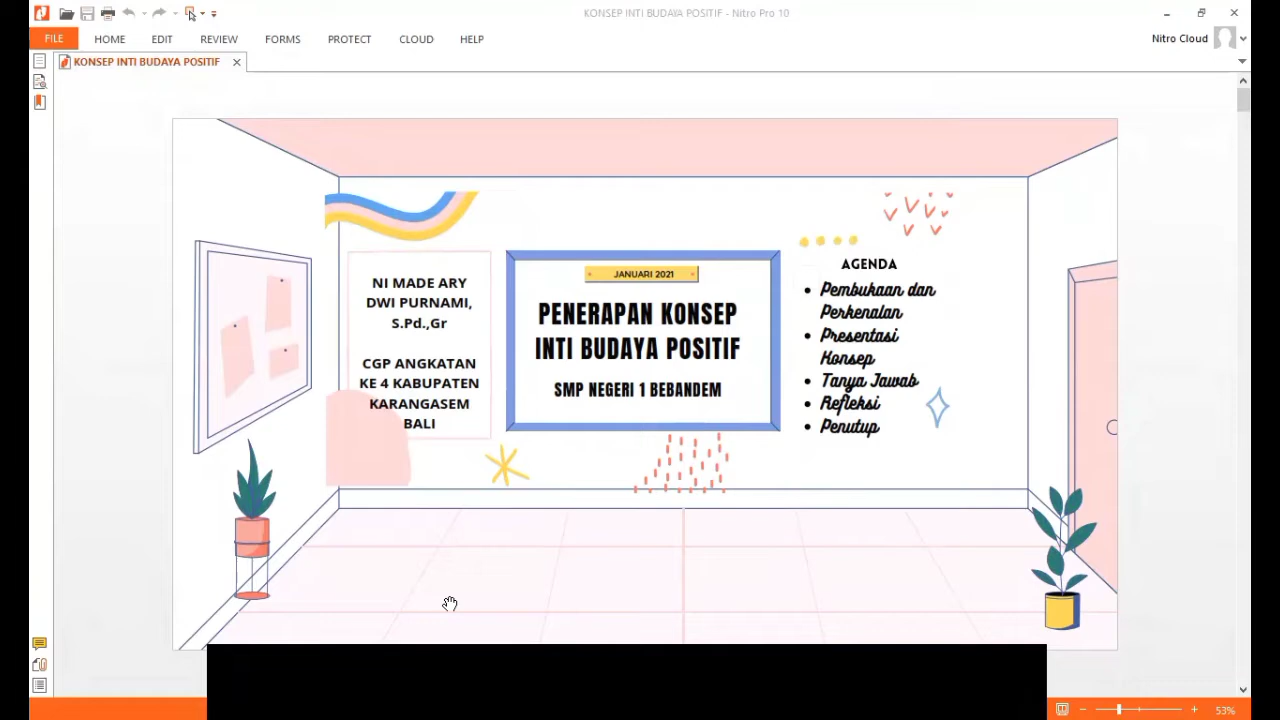 KONSEP INTI BUDAYA POSITIF - Nitro Pro 10
FILE
HOME
EDIT
REVIEW
FORMS
PROTECT
CLOUD
HELP
Nitro Cloud
KONSEP INTI BUDAYA POSITIF
NI MADE ARY
DWI PURNAMI,
S.Pd.,Gr
CGP ANGKATAN
KE 4 KABUPATEN
KARANGASEM
BALI
JANUARI 2021
PENERAPAN KONSEP
INTI BUDAYA POSITIF
SMP NEGERI 1 BEBANDEM
AGENDA
Pembukaan dan
Perkenalan
Presentasi
Konsep
Tanya Jawab
Refleksi
Penutup
53%